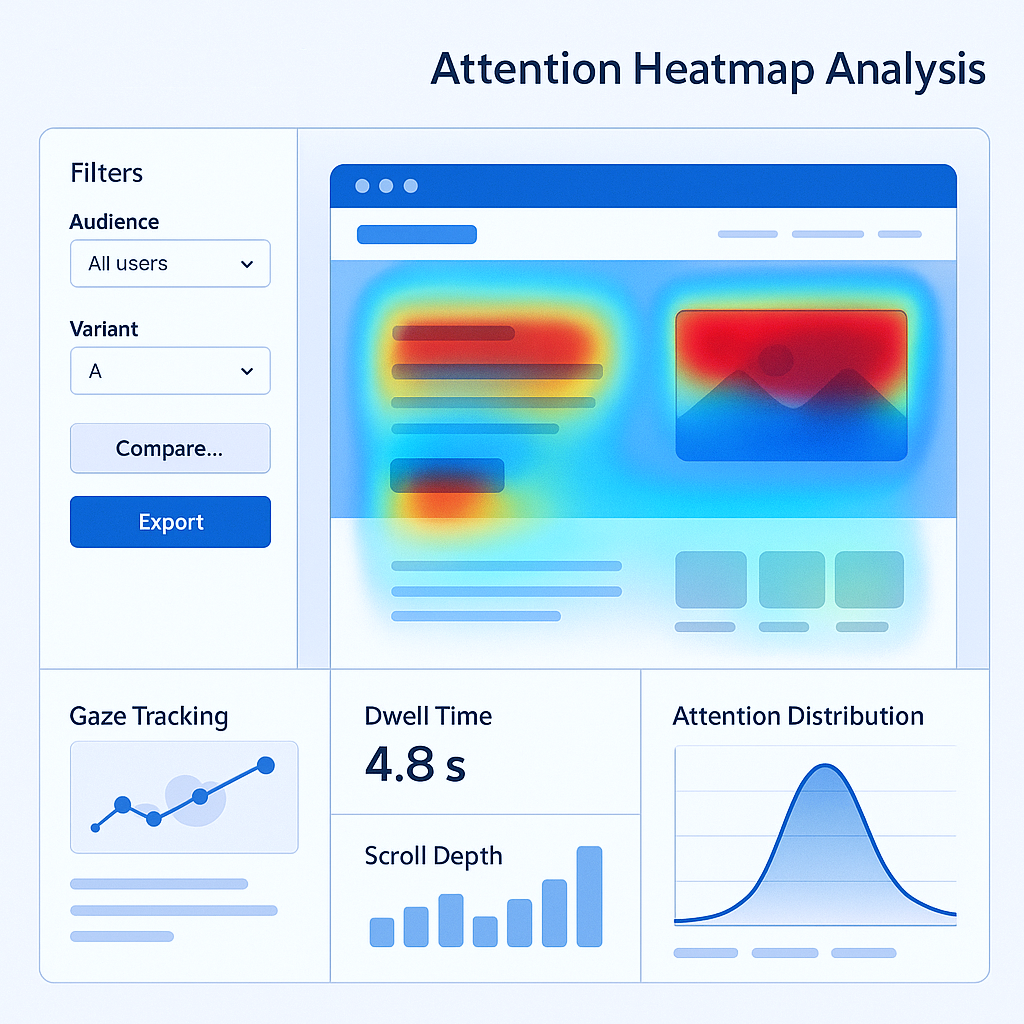 Attention Heatmap Analysis
Filters
Audience
All users
Variant
A
Compare...
Export
Gaze Tracking
Dwell Time
4.8 s
Scroll Depth
Attention Distribution